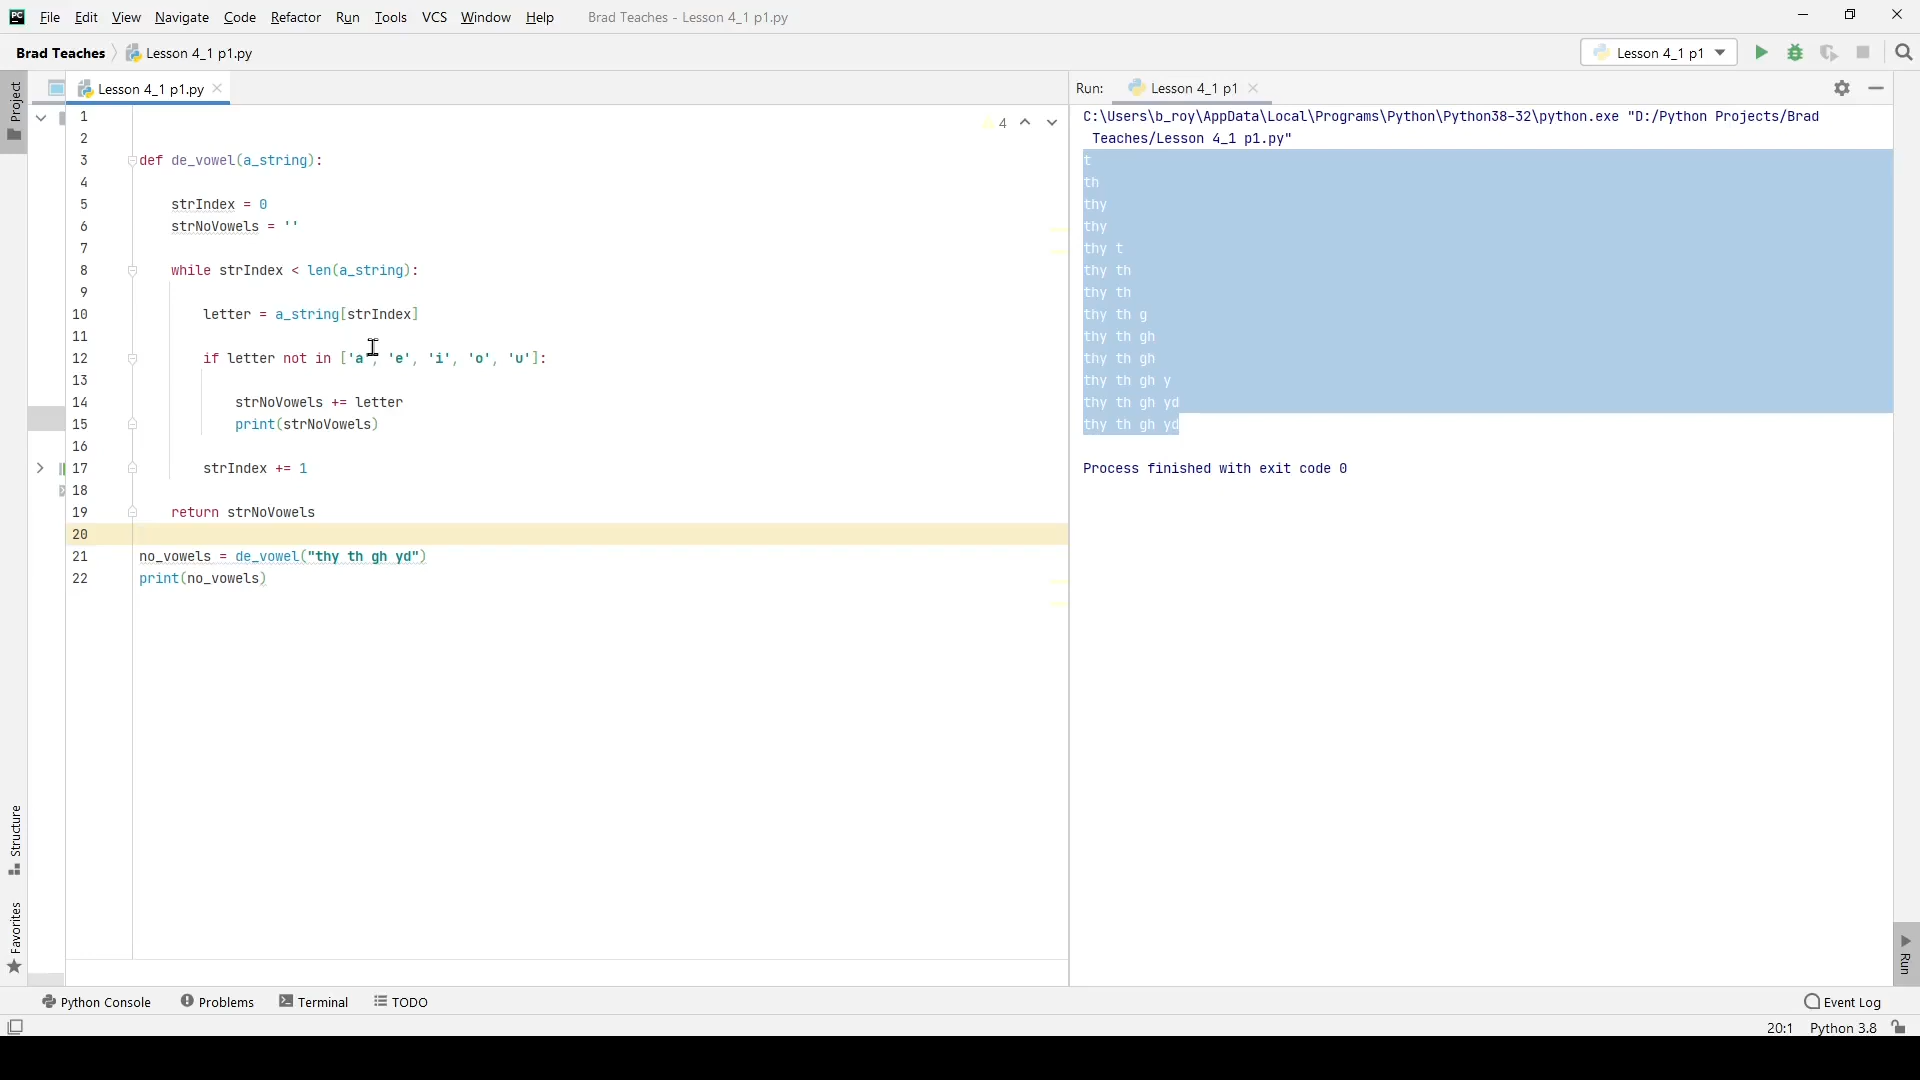 PC File Edit View Navigate Code Refactor Run Tools VCS Window Help Brad Teaches - Lesson 4_1 p1.py
Brad Teaches Lesson 4_1 p1.py Lesson 4_1 p1
Project
Lesson 4_1 p1.py
4
1
2
3 def de_vowel(a_string):
4
5 strIndex = 0
6 strNoVowels = ''
7
8 while strIndex < len(a_string):
9
10 letter = a_string[strIndex]
11
12 if letter not in ['a', 'e', 'i', 'o', 'u']:
13
14 strNoVowels += letter
15 print(strNoVowels)
16
17 strIndex += 1
18
19 return strNoVowels
20
21 no_vowels = de_vowel("thy th gh yd")
22 print(no_vowels)
Run: Lesson 4_1 p1
C:\Users\b_roy\AppData\Local\Programs\Python\Python38-32\python.exe "D:/Python Projects/Brad
Teaches/Lesson 4_1 p1.py"
t
th
thy
thy
thy t
thy th
thy th
thy th g
thy th gh
thy th gh
thy th gh y
thy th gh yd
thy th gh yd
Process finished with exit code 0
Structure
Favorites
Run
Python Console Problems Terminal TODO Event Log
20:1 Python 3.8